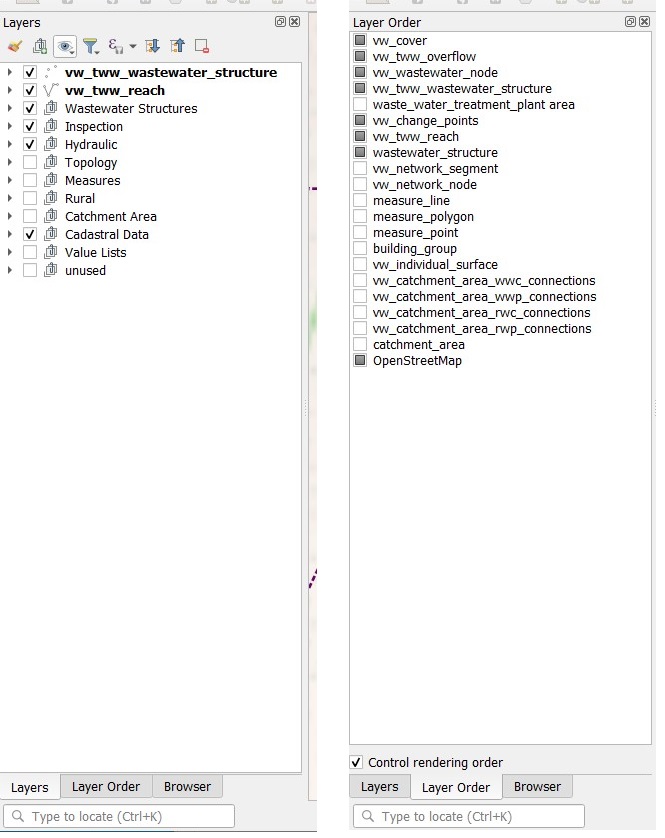 Layers
vw_tww_wastewater_structure
vw_tww_reach
Wastewater Structures
Inspection
Hydraulic
Topology
Measures
Rural
Catchment Area
Cadastral Data
Value Lists
unused
Layers
Layer Order
Browser
Type to locate (Ctrl+K)
Layer Order
vw_cover
vw_tww_overflow
vw_wastewater_node
vw_tww_wastewater_structure
waste_water_treatment_plant area
vw_change_points
vw_tww_reach
wastewater_structure
vw_network_segment
vw_network_node
measure_line
measure_polygon
measure_point
building_group
vw_individual_surface
vw_catchment_area_wwc_connections
vw_catchment_area_wwp_connections
vw_catchment_area_rwc_connections
vw_catchment_area_rwp_connections
catchment_area
OpenStreetMap
Control rendering order
Layers
Layer Order
Browser
Type to locate (Ctrl+K)